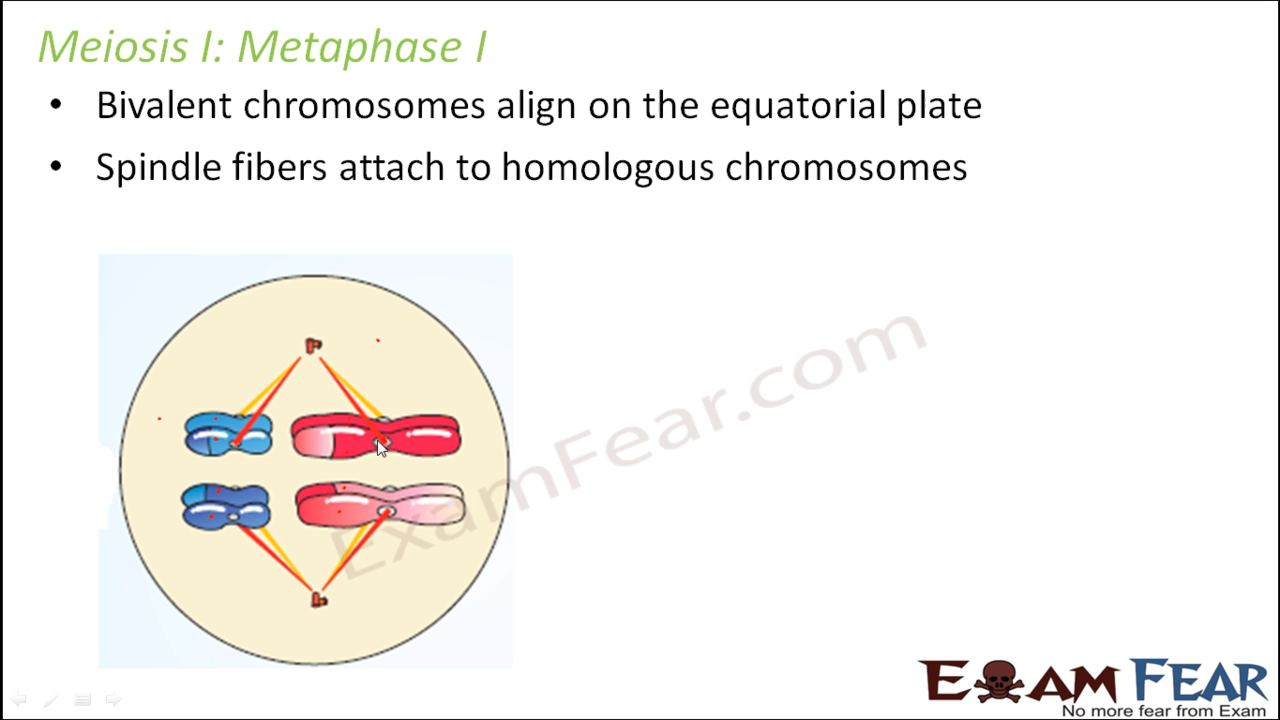 Meiosis I: Metaphase I
• Bivalent chromosomes align on the equatorial plate
• Spindle fibers attach to homologous chromosomes
ExamFear.com
EXAM FEAR
No more fear from Exam